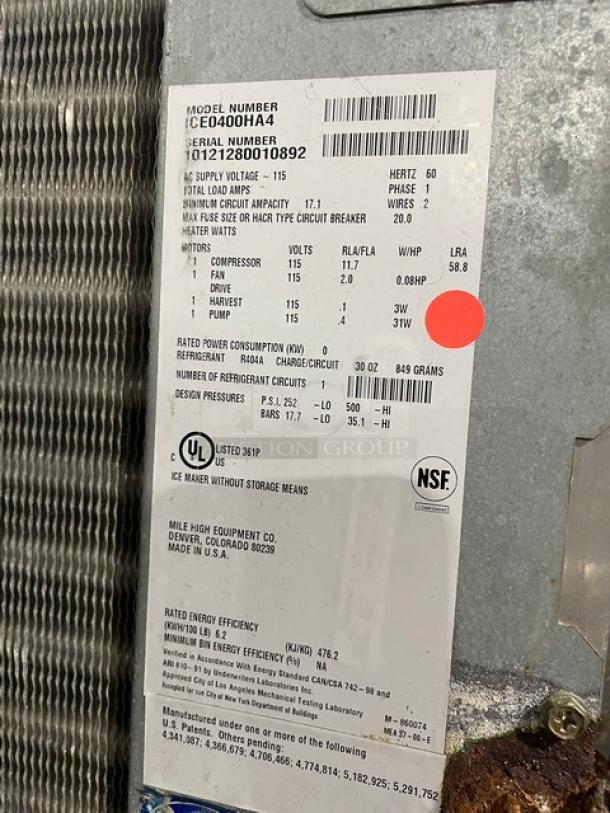 MODEL NUMBER
ICE0400HA4
SERIAL NUMBER
10121280010892
AC SUPPLY VOLTAGE ~ 115 HERTZ 60
TOTAL LOAD AMPS PHASE 1
MINIMUM CIRCUIT AMPACITY 17.1 WIRES 2
MAX FUSE SIZE OR HACR TYPE CIRCUIT BREAKER 20.0
HEATER WATTS
MOTORS VOLTS RLA/FLA W/HP LRA
1 COMPRESSOR 115 11.7 58.8
1 FAN 115 2.0 0.08HP
DRIVE
1 HARVEST 115 .1 3W
1 PUMP 115 .4 31W
RATED POWER CONSUMPTION (KW) 0
REFRIGERANT R404A CHARGE/CIRCUIT 30 OZ 849 GRAMS
NUMBER OF REFRIGERANT CIRCUITS 1
DESIGN PRESSURES P.S.I. 252 -LO 500 -HI
BARS 17.7 -LO 35.1 -HI
AUCTION GROUP
C UL US LISTED 361P
NSF
COMPONENT
ICE MAKER WITHOUT STORAGE MEANS
MILE HIGH EQUIPMENT CO.
DENVER, COLORADO 80239
MADE IN U.S.A.
RATED ENERGY EFFICIENCY
(KWH/100 LB) 6.2 (KJ/KG) 476.2
MINIMUM BIN ENERGY EFFICIENCY (%) NA
Verified in Accordance With Energy Standard CAN/CSA 742-98 and
ARI 810-91 by Underwriters Laboratories Inc.
Approved City of Los Angeles Mechanical Testing Laboratory M-860074
Accepted for use City of New York Department of Buildings MEA 37-00-E
Manufactured under one or more of the following
U.S. Patents. Others pending:
4,341,087; 4,366,679; 4,706,466; 4,774,814; 5,182,925; 5,291,752